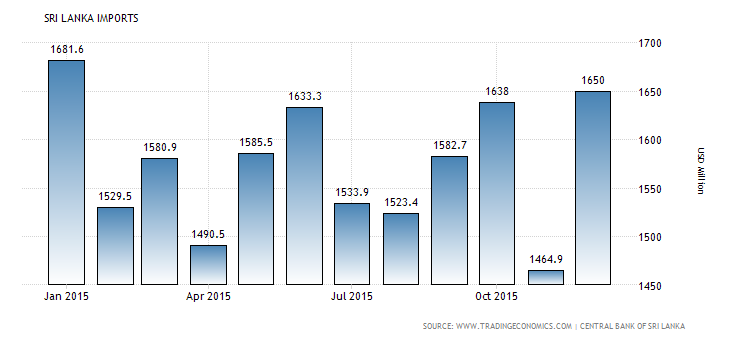 SRI LANKA IMPORTS
1681.6
1529.5
1580.9
1490.5
1585.5
1633.3
1533.9
1523.4
1582.7
1638
1464.9
1650
1700
1650
1600
1550
1500
1450
USD Million
Jan 2015
Apr 2015
Jul 2015
Oct 2015
SOURCE: WWW.TRADINGECONOMICS.COM | CENTRAL BANK OF SRI LANKA